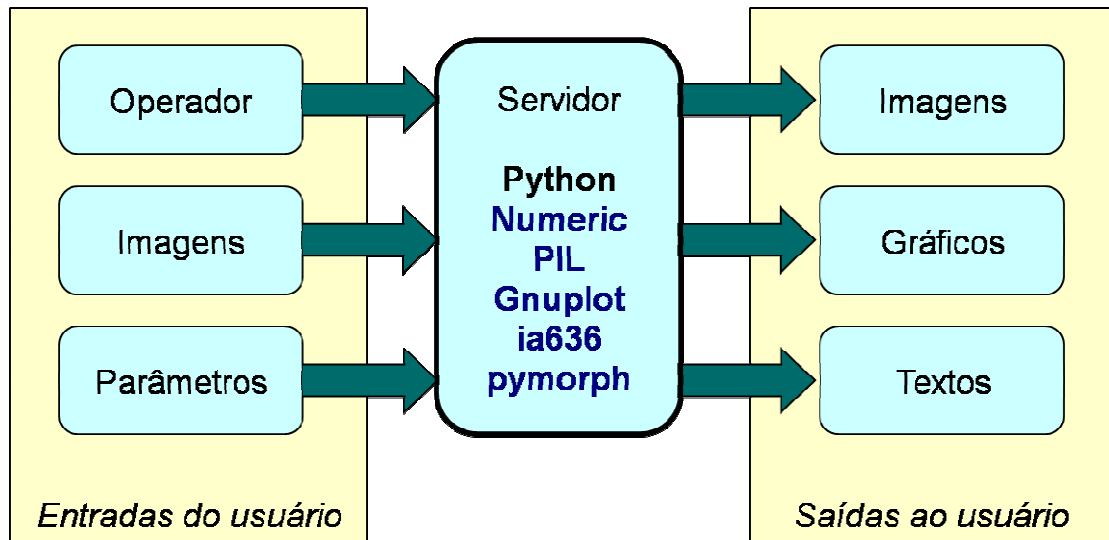 Operador
Imagens
Parâmetros
Entradas do usuário
Servidor
Python
Numeric
PIL
Gnuplot
ia636
pymorph
Imagens
Gráficos
Textos
Saídas ao usuário